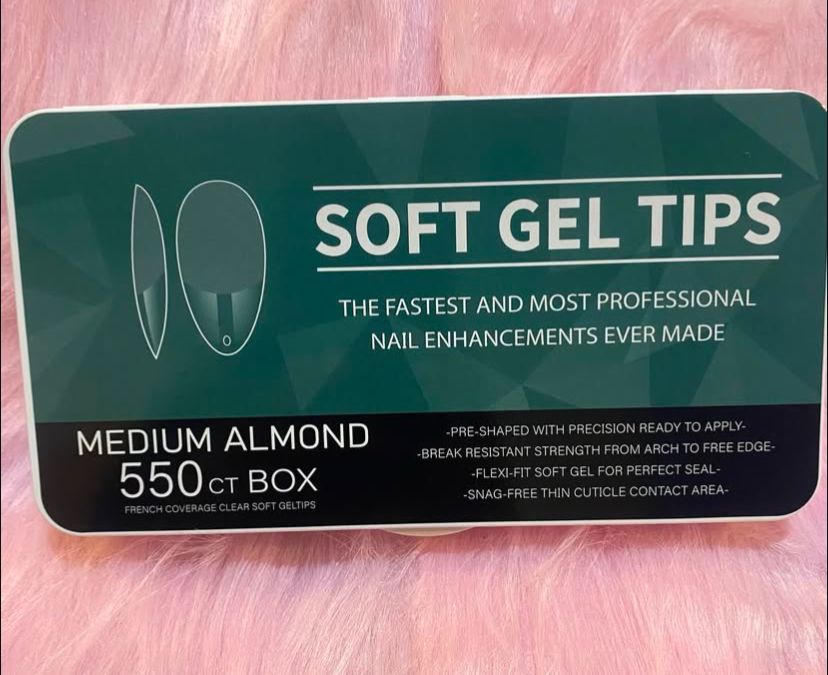 SOFT GEL TIPS
THE FASTEST AND MOST PROFESSIONAL
NAIL ENHANCEMENTS EVER MADE
0
MEDIUM ALMOND
550 CT BOX
FRENCH COVERAGE CLEAR SOFT GELTIPS
-PRE-SHAPED WITH PRECISION READY TO APPLY-
-BREAK RESISTANT STRENGTH FROM ARCH TO FREE EDGE-
-FLEXI-FIT SOFT GEL FOR PERFECT SEAL-
-SNAG-FREE THIN CUTICLE CONTACT AREA-